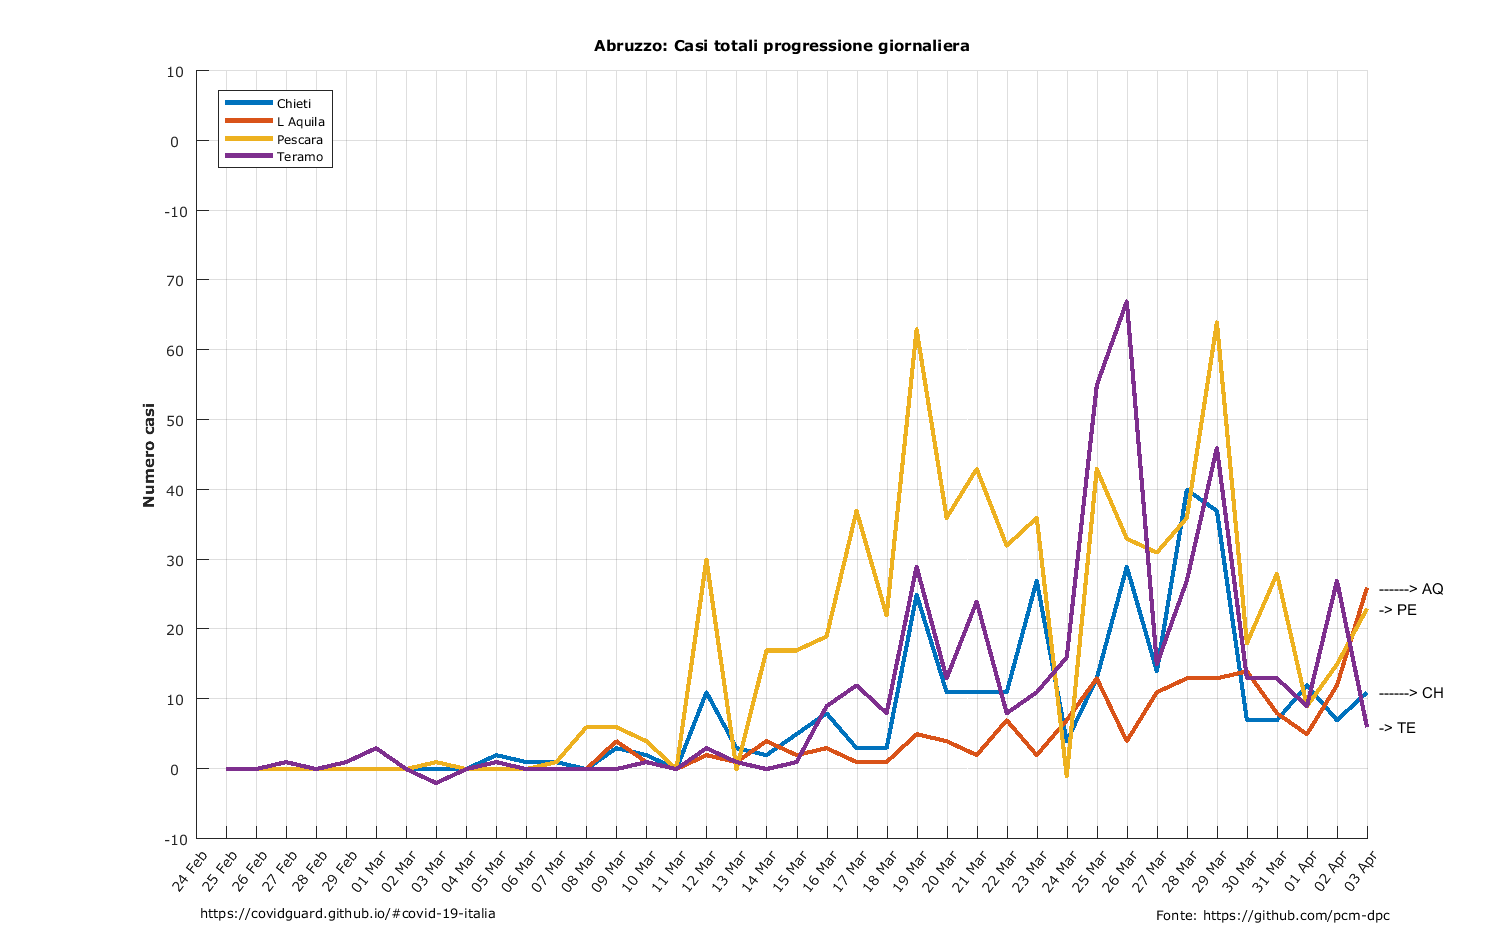 Abruzzo: Casi totali progressione giornaliera
10
0
-10
70
60
50
40
30
20
10
0
-10
Numero casi
Chieti
L Aquila
Pescara
Teramo
------> AQ
-> PE
------> CH
-> TE
24 Feb
25 Feb
26 Feb
27 Feb
28 Feb
29 Feb
01 Mar
02 Mar
03 Mar
04 Mar
05 Mar
06 Mar
07 Mar
08 Mar
09 Mar
10 Mar
11 Mar
12 Mar
13 Mar
14 Mar
15 Mar
16 Mar
17 Mar
18 Mar
19 Mar
20 Mar
21 Mar
22 Mar
23 Mar
24 Mar
25 Mar
26 Mar
27 Mar
28 Mar
29 Mar
30 Mar
31 Mar
01 Apr
02 Apr
03 Apr
https://covidguard.github.io/#covid-19-italia
Fonte: https://github.com/pcm-dpc